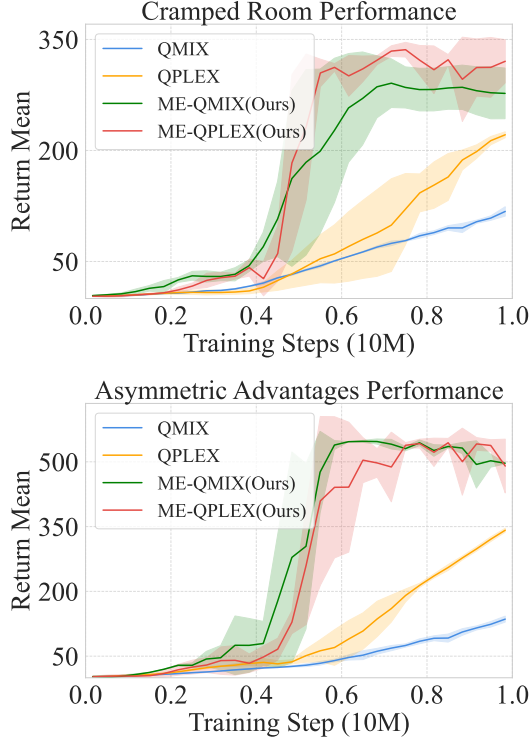 Cramped Room Performance
350
200
50
Return Mean
QMIX
QPLEX
ME-QMIX(Ours)
ME-QPLEX(Ours)
0.0 0.2 0.4 0.6 0.8 1.0
Training Steps (10M)
Asymmetric Advantages Performance
500
350
200
50
Return Mean
QMIX
QPLEX
ME-QMIX(Ours)
ME-QPLEX(Ours)
0.0 0.2 0.4 0.6 0.8 1.0
Training Step (10M)